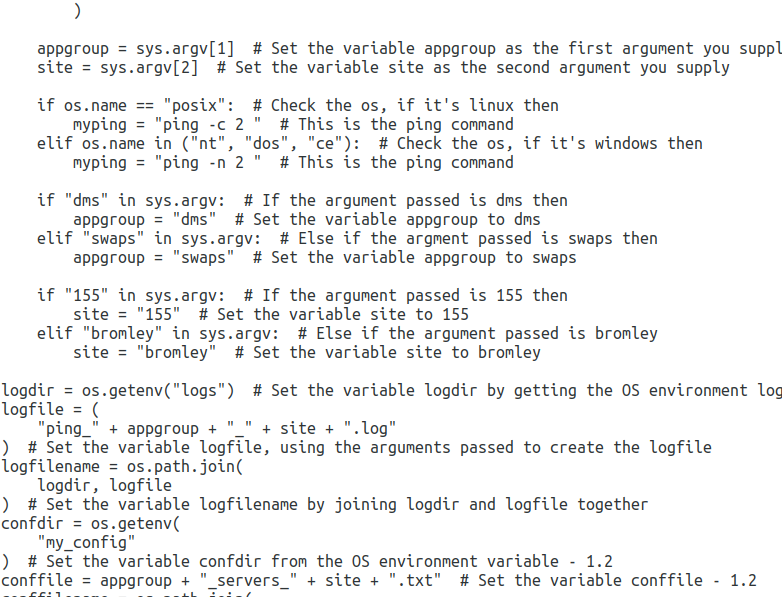 )

    appgroup = sys.argv[1]  # Set the variable appgroup as the first argument you suppl
    site = sys.argv[2]  # Set the variable site as the second argument you supply

    if os.name == "posix":  # Check the os, if it's linux then
        myping = "ping -c 2 "  # This is the ping command
    elif os.name in ("nt", "dos", "ce"):  # Check the os, if it's windows then
        myping = "ping -n 2 "  # This is the ping command

    if "dms" in sys.argv:  # If the argument passed is dms then
        appgroup = "dms"  # Set the variable appgroup to dms
    elif "swaps" in sys.argv:  # Else if the argment passed is swaps then
        appgroup = "swaps"  # Set the variable appgroup to swaps

    if "155" in sys.argv:  # If the argument passed is 155 then
        site = "155"  # Set the variable site to 155
    elif "bromley" in sys.argv:  # Else if the argument passed is bromley
        site = "bromley"  # Set the variable site to bromley

logdir = os.getenv("logs")  # Set the variable logdir by getting the OS environment log
logfile = (
    "ping_" + appgroup + "_" + site + ".log"
)  # Set the variable logfile, using the arguments passed to create the logfile
logfilename = os.path.join(
    logdir, logfile
)  # Set the variable logfilename by joining logdir and logfile together
confdir = os.getenv(
    "my_config"
)  # Set the variable confdir from the OS environment variable - 1.2
conffile = appgroup + "_servers_" + site + ".txt"  # Set the variable conffile - 1.2